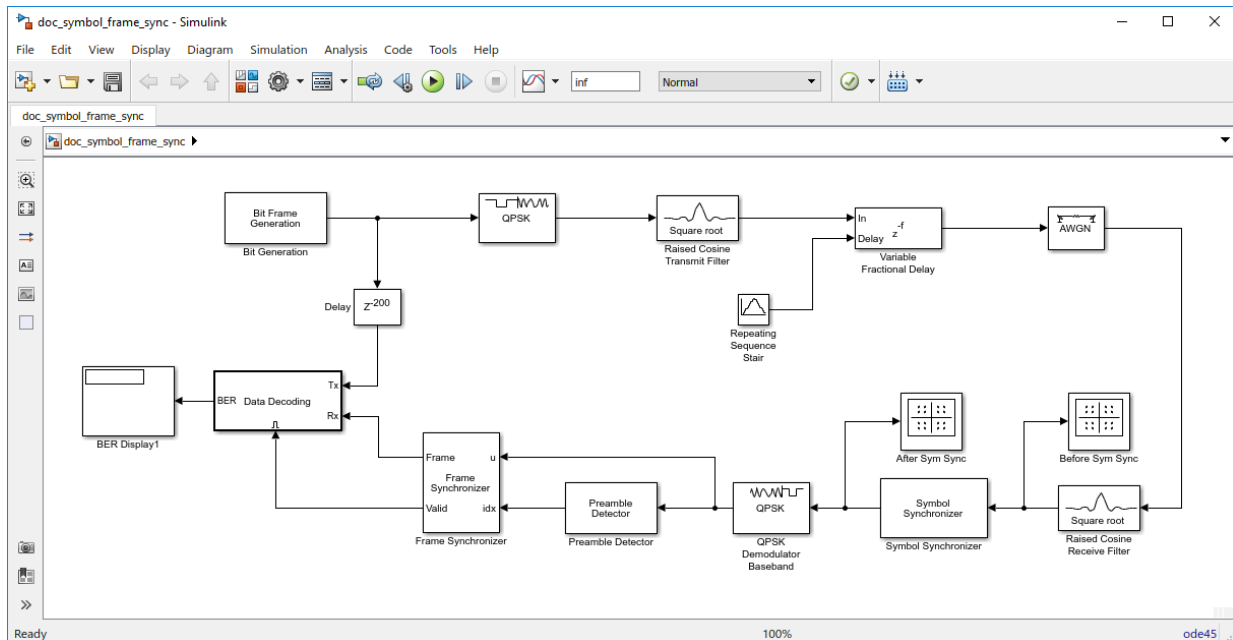 doc_symbol_frame_sync - Simulink
File Edit View Display Diagram Simulation Analysis Code Tools Help
inf
Normal
doc_symbol_frame_sync
doc_symbol_frame_sync
Bit Frame
Generation
Bit Generation
QPSK
Square root
Raised Cosine
Transmit Filter
In
Delay
z-f
Variable
Fractional Delay
AWGN
Delay
Z-200
Repeating
Sequence
Stair
BER Display1
BER
Data Decoding
Tx
Rx
Frame
Valid
Frame
Synchronizer
u
idx
Frame Synchronizer
Preamble
Detector
Preamble Detector
QPSK
QPSK
Demodulator
Baseband
After Sym Sync
Symbol
Synchronizer
Symbol Synchronizer
Before Sym Sync
Square root
Raised Cosine
Receive Filter
Ready
100%
ode45